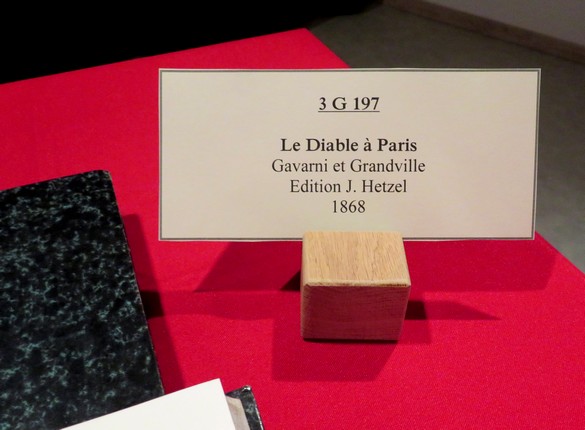 3 G 197
Le Diable à Paris
Gavarni et Grandville
Edition J. Hetzel
1868